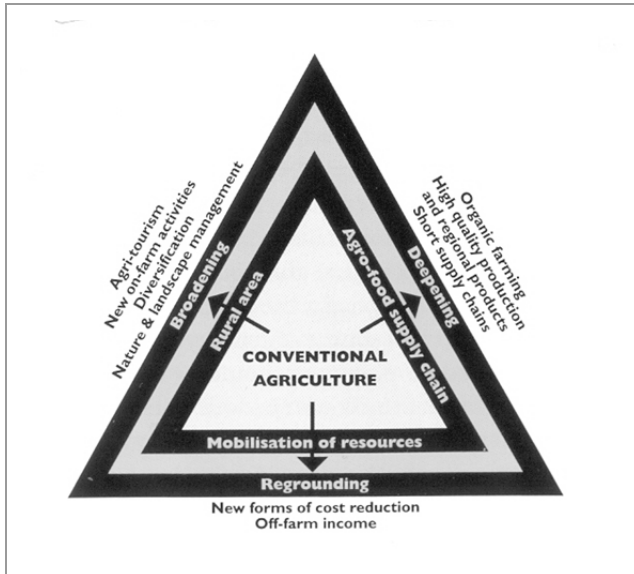 Agri-tourism
New on-farm activities
Diversification
Nature & landscape management
Broadening
Rural area
Organic farming
High quality production
and regional products
Short supply chains
Deepening
Agro-food supply chain
CONVENTIONAL
AGRICULTURE
Mobilisation of resources
Regrounding
New forms of cost reduction
Off-farm income